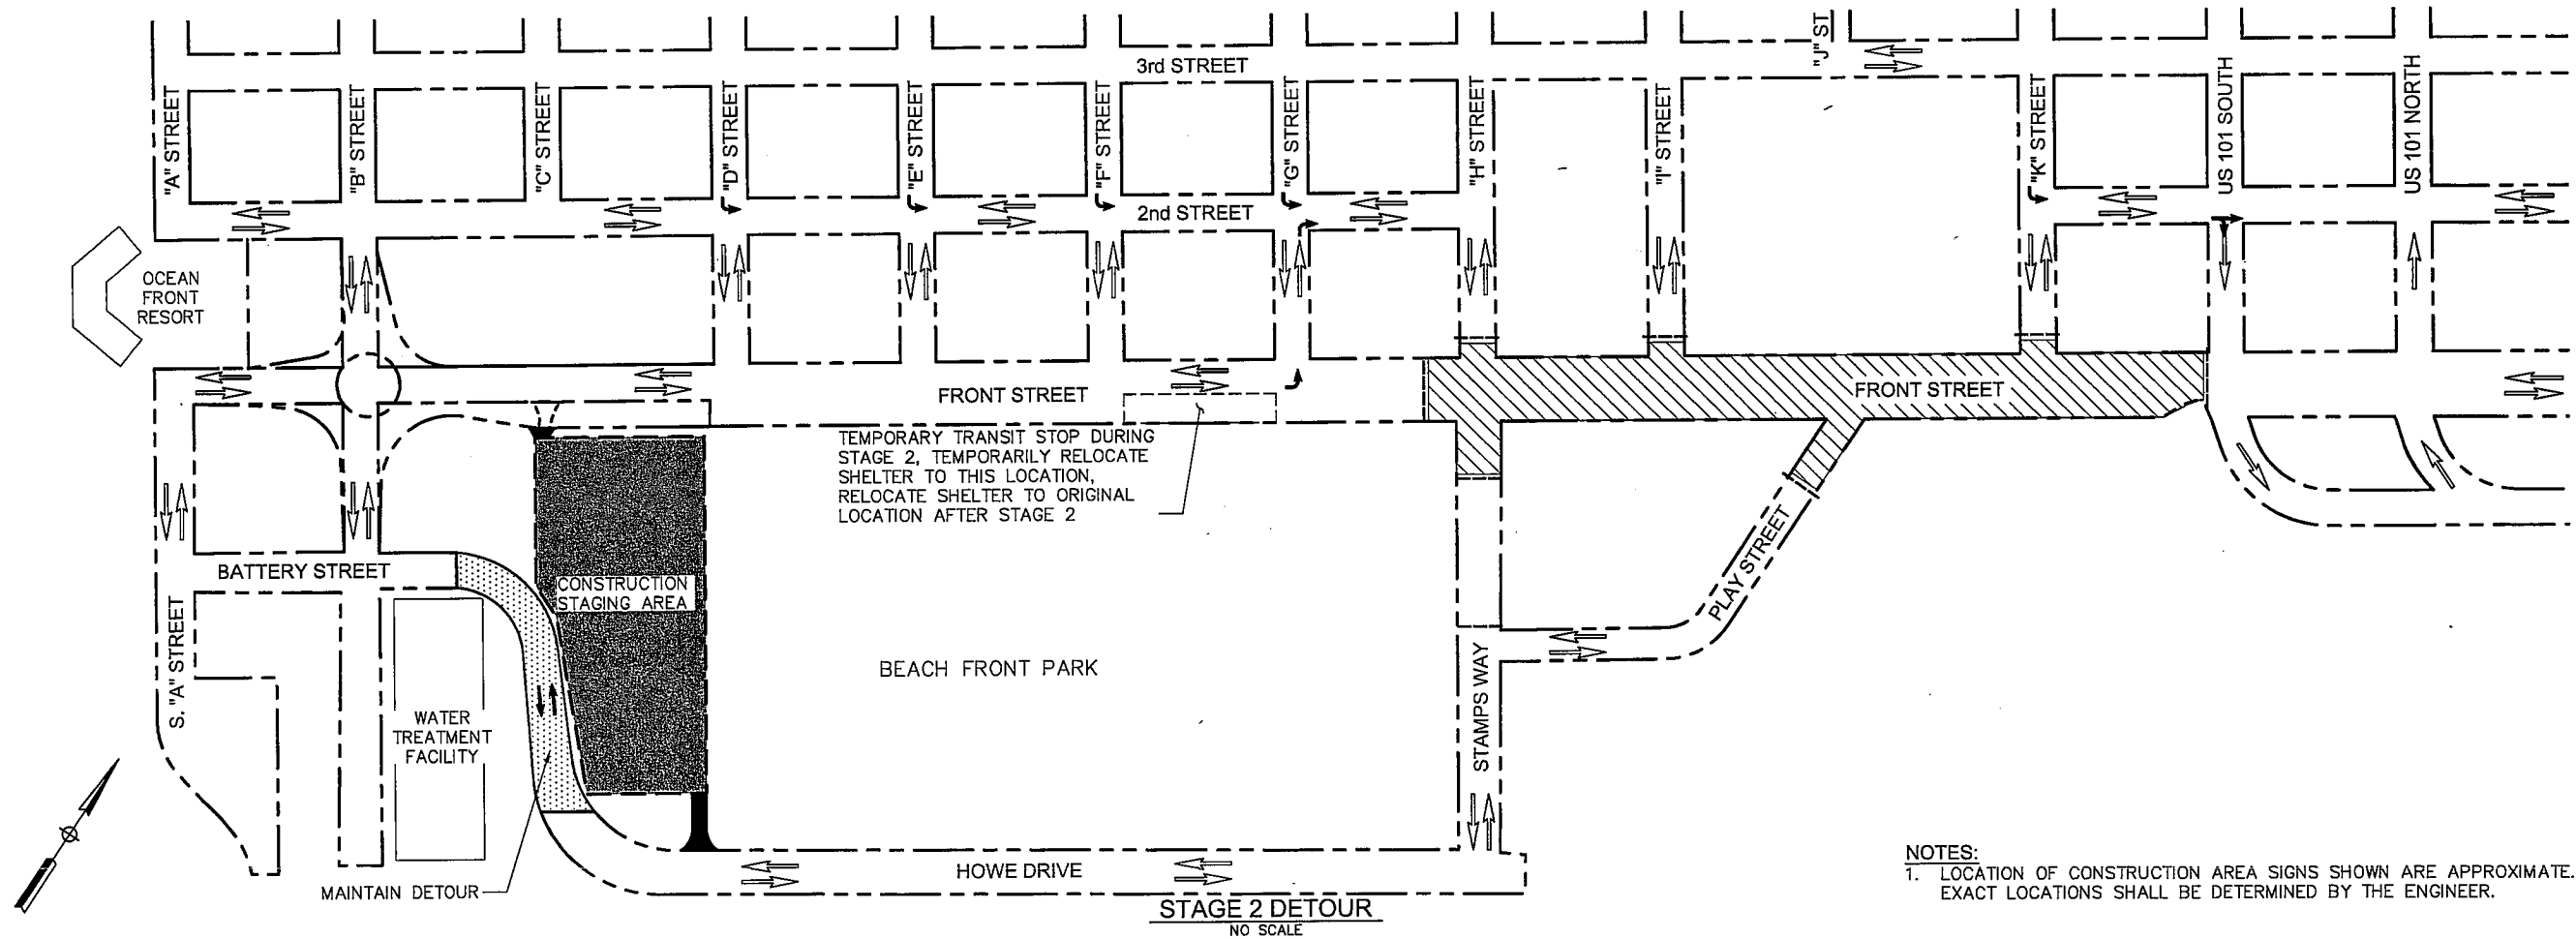 "J" ST
3rd STREET
"A" STREET
"B" STREET
"C" STREET
"D" STREET
"E" STREET
"F" STREET
"G" STREET
"H" STREET
"I" STREET
"K" STREET
US 101 SOUTH
US 101 NORTH
2nd STREET
OCEAN
FRONT
RESORT
FRONT STREET
FRONT STREET
TEMPORARY TRANSIT STOP DURING
STAGE 2, TEMPORARILY RELOCATE
SHELTER TO THIS LOCATION,
RELOCATE SHELTER TO ORIGINAL
LOCATION AFTER STAGE 2
BATTERY STREET
CONSTRUCTION
STAGING AREA
PLAY STREET
S. "A" STREET
BEACH FRONT PARK
STAMPS WAY
WATER
TREATMENT
FACILITY
MAINTAIN DETOUR
HOWE DRIVE
STAGE 2 DETOUR
NO SCALE
NOTES:
1. LOCATION OF CONSTRUCTION AREA SIGNS SHOWN ARE APPROXIMATE.
EXACT LOCATIONS SHALL BE DETERMINED BY THE ENGINEER.